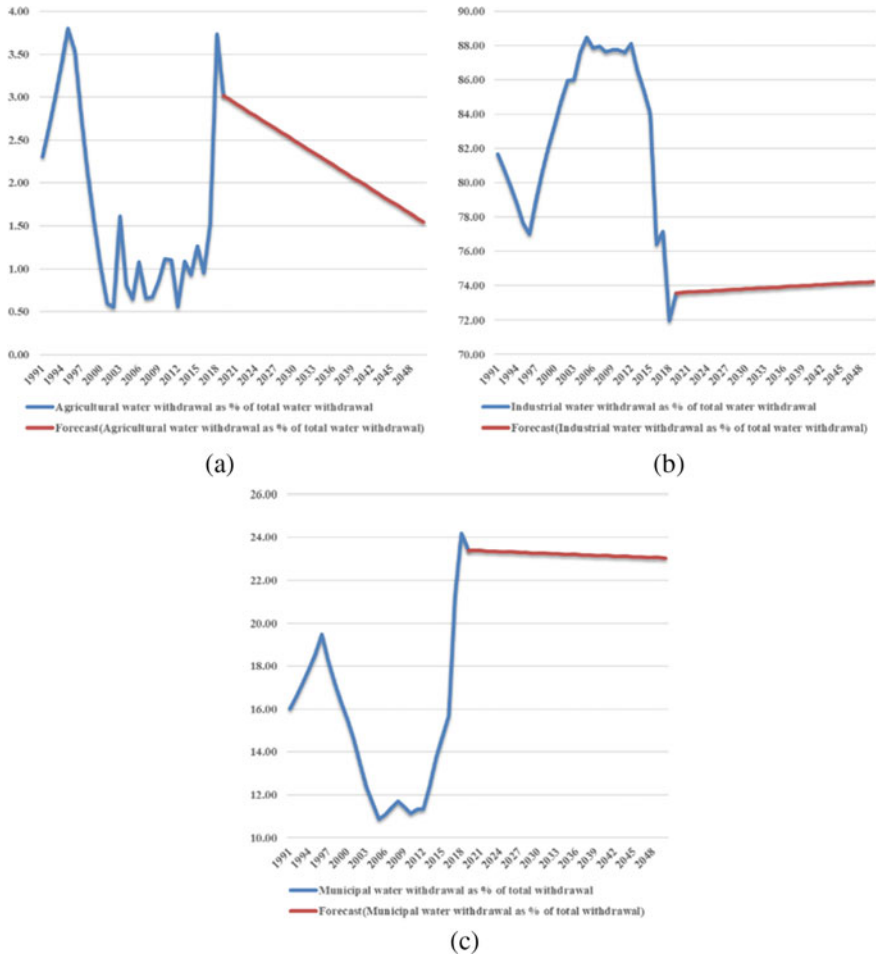 4.00
3.50
3.00
2.50
2.00
1.50
1.00
0.50
0.00
1991 1994 1997 2000 2003 2006 2009 2012 2015 2018 2021 2024 2027 2030 2033 2036 2039 2042 2045 2048
Agricultural water withdrawal as % of total water withdrawal
Forecast(Agricultural water withdrawal as % of total water withdrawal)
(a)
90.00
88.00
86.00
84.00
82.00
80.00
78.00
76.00
74.00
72.00
70.00
1991 1994 1997 2000 2003 2006 2009 2012 2015 2018 2021 2024 2027 2030 2033 2036 2039 2042 2045 2048
Industrial water withdrawal as % of total water withdrawal
Forecast(Industrial water withdrawal as % of total water withdrawal)
(b)
26.00
24.00
22.00
20.00
18.00
16.00
14.00
12.00
10.00
1991 1994 1997 2000 2003 2006 2009 2012 2015 2018 2021 2024 2027 2030 2033 2036 2039 2042 2045 2048
Municipal water withdrawal as % of total withdrawal
Forecast(Municipal water withdrawal as % of total withdrawal)
(c)